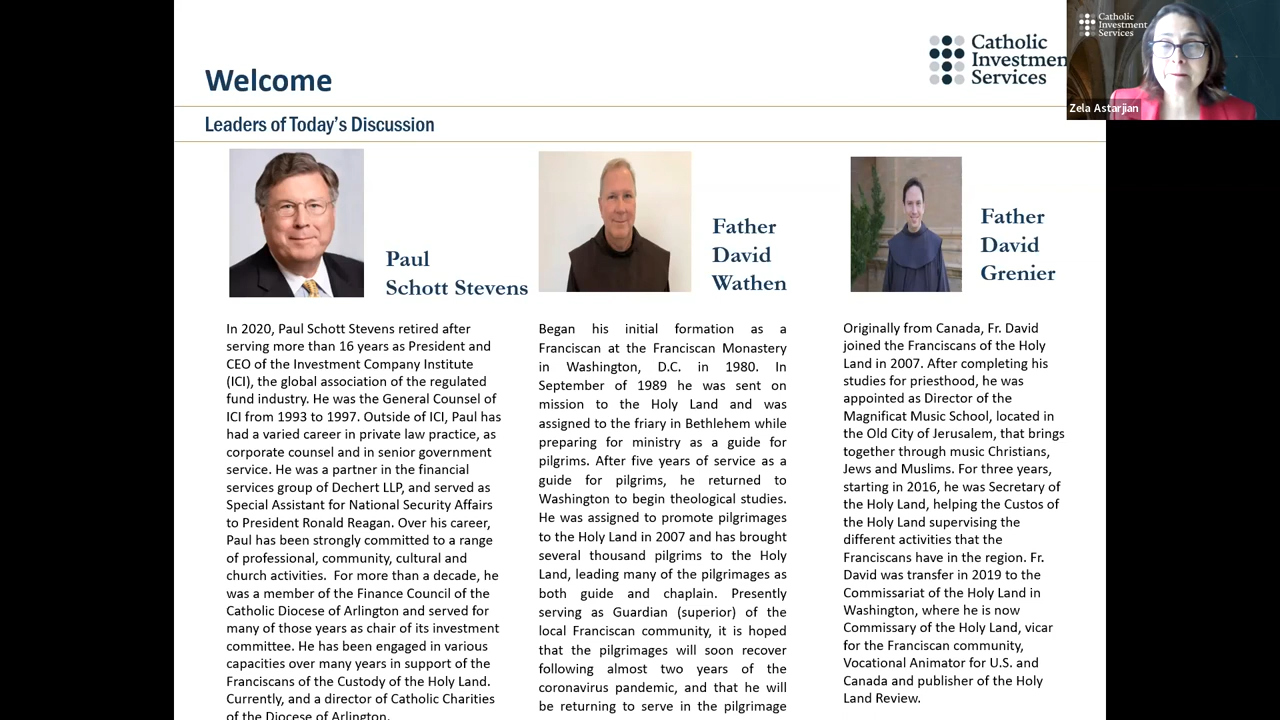 Welcome
Catholic
Investmen
Services
Catholic
Investment
Services
Zela Astarjian
Leaders of Today's Discussion
Paul
Schott Stevens
In 2020, Paul Schott Stevens retired after
serving more than 16 years as President and
CEO of the Investment Company Institute
(ICI), the global association of the regulated
fund industry. He was the General Counsel of
ICI from 1993 to 1997. Outside of ICI, Paul has
had a varied career in private law practice, as
corporate counsel and in senior government
service. He was a partner in the financial
services group of Dechert LLP, and served as
Special Assistant for National Security Affairs
to President Ronald Reagan. Over his career,
Paul has been strongly committed to a range
of professional, community, cultural and
church activities.  For more than a decade, he
was a member of the Finance Council of the
Catholic Diocese of Arlington and served for
many of those years as chair of its investment
committee. He has been engaged in various
capacities over many years in support of the
Franciscans of the Custody of the Holy Land.
Currently, and a director of Catholic Charities
of the Diocese of Arlington.
Father
David
Wathen
Began his initial formation as a
Franciscan at the Franciscan Monastery
in Washington, D.C. in 1980. In
September of 1989 he was sent on
mission to the Holy Land and was
assigned to the friary in Bethlehem while
preparing for ministry as a guide for
pilgrims. After five years of service as a
guide for pilgrims, he returned to
Washington to begin theological studies.
He was assigned to promote pilgrimages
to the Holy Land in 2007 and has brought
several thousand pilgrims to the Holy
Land, leading many of the pilgrimages as
both guide and chaplain. Presently
serving as Guardian (superior) of the
local Franciscan community, it is hoped
that the pilgrimages will soon recover
following almost two years of the
coronavirus pandemic, and that he will
be returning to serve in the pilgrimage
Father
David
Grenier
Originally from Canada, Fr. David
joined the Franciscans of the Holy
Land in 2007. After completing his
studies for priesthood, he was
appointed as Director of the
Magnificat Music School, located in
the Old City of Jerusalem, that brings
together through music Christians,
Jews and Muslims. For three years,
starting in 2016, he was Secretary of
the Holy Land, helping the Custos of
the Holy Land supervising the
different activities that the
Franciscans have in the region. Fr.
David was transfer in 2019 to the
Commissariat of the Holy Land in
Washington, where he is now
Commissary of the Holy Land, vicar
for the Franciscan community,
Vocational Animator for U.S. and
Canada and publisher of the Holy
Land Review.